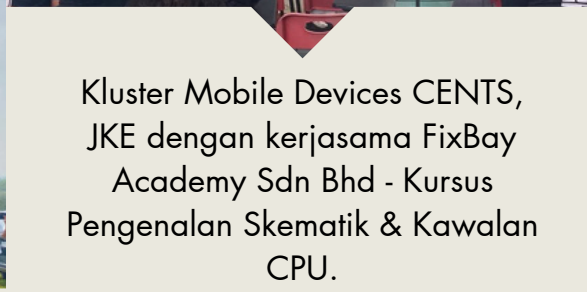 Kluster Mobile Devices CENTS,
JKE dengan kerjasama FixBay
Academy Sdn Bhd - Kursus
Pengenalan Skematik & Kawalan
CPU.